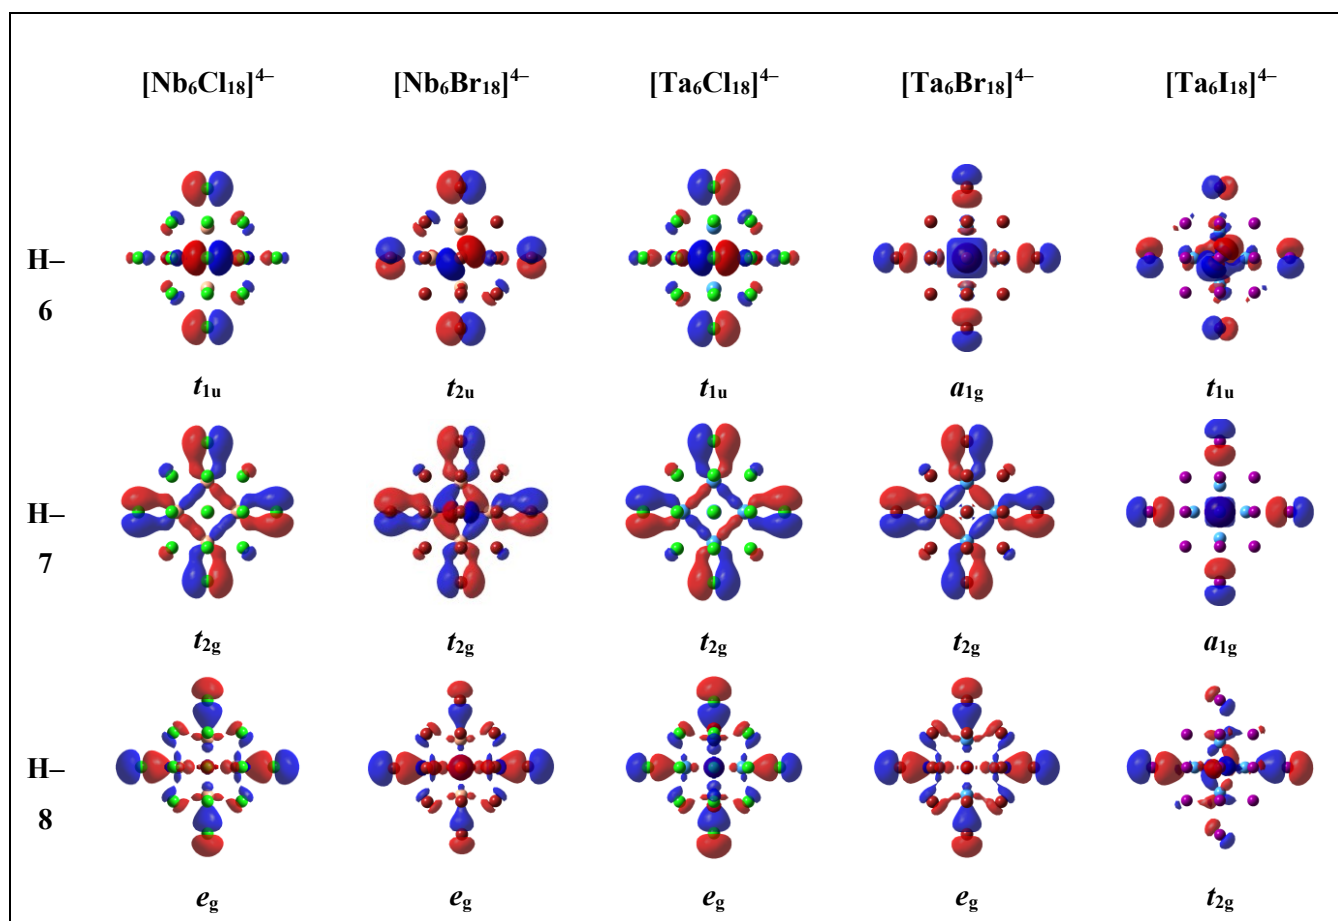 [Nb₆Cl₁₈]⁴⁻ [Nb₆Br₁₈]⁴⁻ [Ta₆Cl₁₈]⁴⁻ [Ta₆Br₁₈]⁴⁻ [Ta₆I₁₈]⁴⁻
H–
6
t₁ᵤ t₂ᵤ t₁ᵤ a₁g t₁ᵤ
H–
7
t₂g t₂g t₂g t₂g a₁g
H–
8
eg eg eg eg t₂g